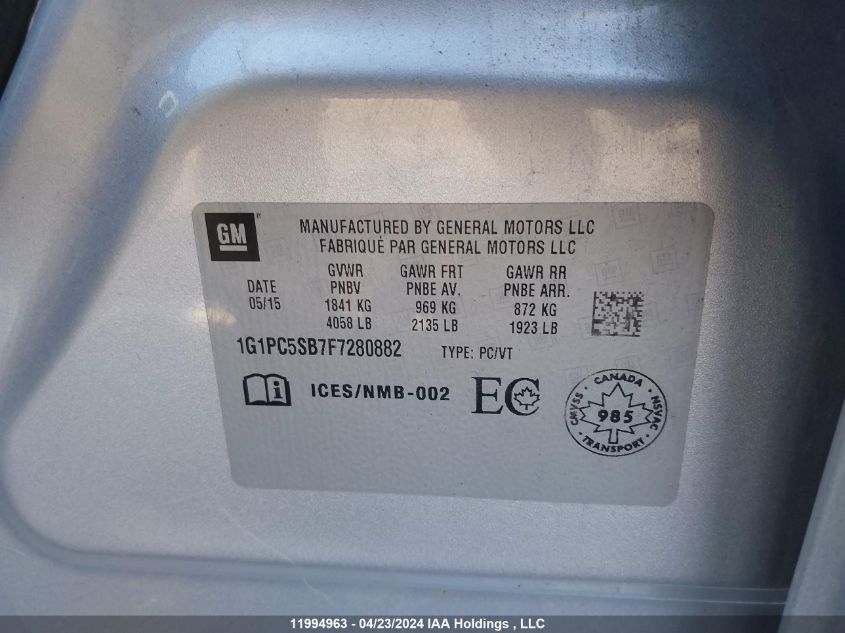 GM
MANUFACTURED BY GENERAL MOTORS LLC
FABRIQUÉ PAR GENERAL MOTORS LLC
GVWR GAWR FRT GAWR RR
DATE PNBV PNBE AV. PNBE ARR.
05/15 1841 KG 969 KG 872 KG
4058 LB 2135 LB 1923 LB
1G1PC5SB7F7280882 TYPE: PC/VT
i ICES/NMB-002 EC
CANADA
CMVSS 985 NSVAC
TRANSPORT
11994963 - 04/23/2024 IAA Holdings , LLC